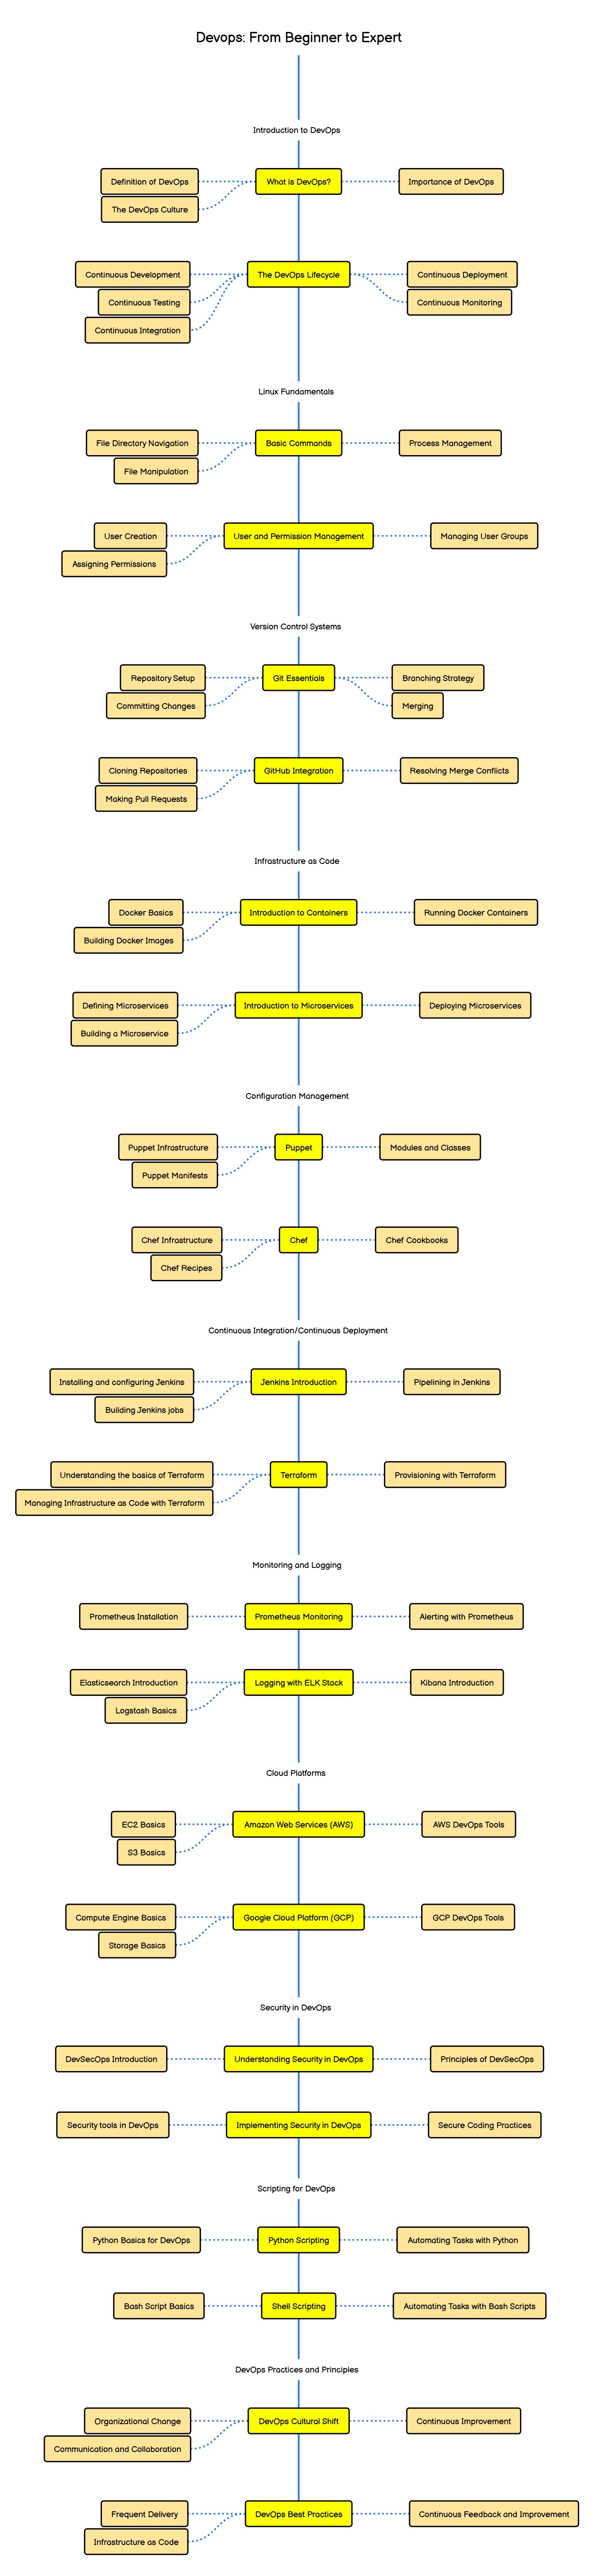 Devops: From Beginner to Expert
Introduction to DevOps
Definition of DevOps
What is DevOps?
Importance of DevOps
The DevOps Culture
Continuous Development
The DevOps Lifecycle
Continuous Deployment
Continuous Testing
Continuous Monitoring
Continuous Integration
Linux Fundamentals
File Directory Navigation
Basic Commands
Process Management
File Manipulation
User Creation
User and Permission Management
Managing User Groups
Assigning Permissions
Version Control Systems
Repository Setup
Git Essentials
Branching Strategy
Committing Changes
Merging
Cloning Repositories
GitHub Integration
Resolving Merge Conflicts
Making Pull Requests
Infrastructure as Code
Docker Basics
Introduction to Containers
Running Docker Containers
Building Docker Images
Defining Microservices
Introduction to Microservices
Deploying Microservices
Building a Microservice
Configuration Management
Puppet Infrastructure
Puppet
Modules and Classes
Puppet Manifests
Chef Infrastructure
Chef
Chef Cookbooks
Chef Recipes
Continuous Integration/Continuous Deployment
Installing and configuring Jenkins
Jenkins Introduction
Pipelining in Jenkins
Building Jenkins jobs
Understanding the basics of Terraform
Terraform
Provisioning with Terraform
Managing Infrastructure as Code with Terraform
Monitoring and Logging
Prometheus Installation
Prometheus Monitoring
Alerting with Prometheus
Elasticsearch Introduction
Logging with ELK Stack
Kibana Introduction
Logstash Basics
Cloud Platforms
EC2 Basics
Amazon Web Services (AWS)
AWS DevOps Tools
S3 Basics
Compute Engine Basics
Google Cloud Platform (GCP)
GCP DevOps Tools
Storage Basics
Security in DevOps
DevSecOps Introduction
Understanding Security in DevOps
Principles of DevSecOps
Security tools in DevOps
Implementing Security in DevOps
Secure Coding Practices
Scripting for DevOps
Python Basics for DevOps
Python Scripting
Automating Tasks with Python
Bash Script Basics
Shell Scripting
Automating Tasks with Bash Scripts
DevOps Practices and Principles
Organizational Change
DevOps Cultural Shift
Continuous Improvement
Communication and Collaboration
Frequent Delivery
DevOps Best Practices
Continuous Feedback and Improvement
Infrastructure as Code